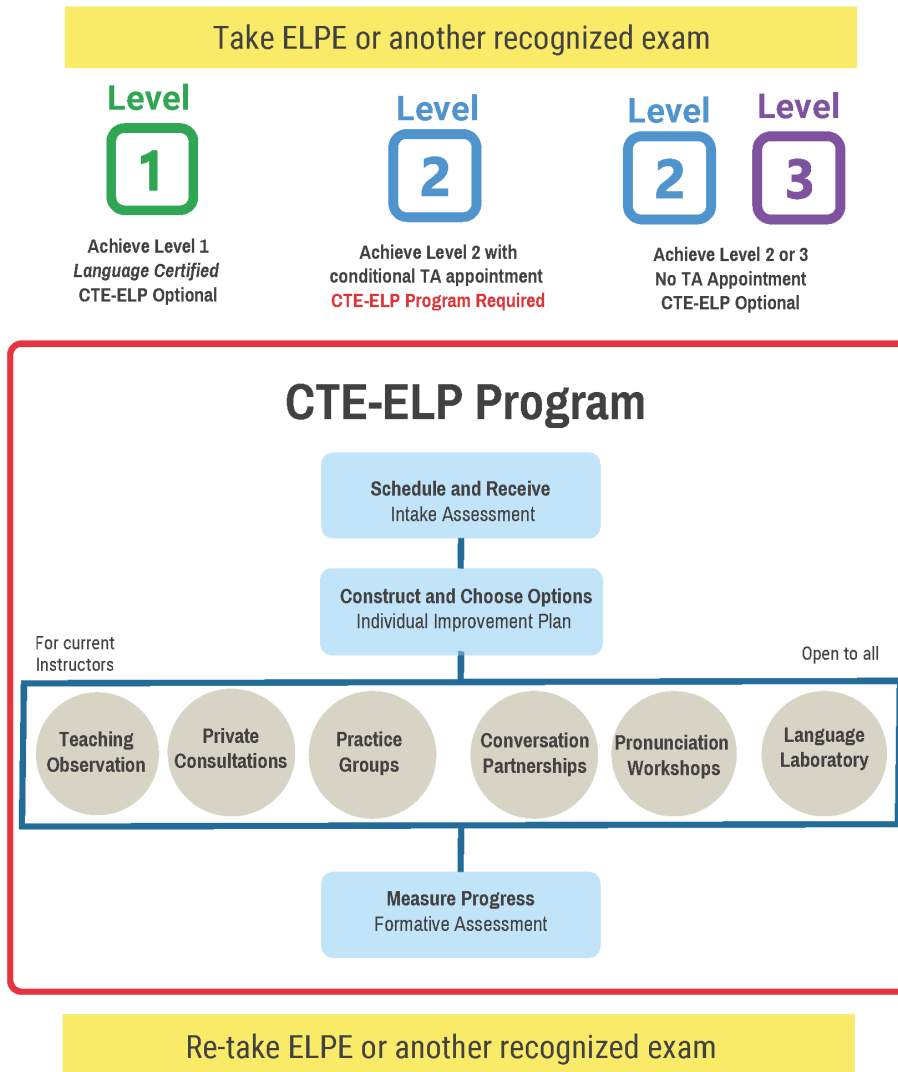 Take ELPE or another recognized exam
Level
1
Achieve Level 1
Language Certified
CTE-ELP Optional
Level
2
Achieve Level 2 with
conditional TA appointment
CTE-ELP Program Required
Level
2
Level
3
Achieve Level 2 or 3
No TA Appointment
CTE-ELP Optional
CTE-ELP Program
Schedule and Receive
Intake Assessment
Construct and Choose Options
Individual Improvement Plan
For current
Instructors
Open to all
Teaching
Observation
Private
Consultations
Practice
Groups
Conversation
Partnerships
Pronunciation
Workshops
Language
Laboratory
Measure Progress
Formative Assessment
Re-take ELPE or another recognized exam